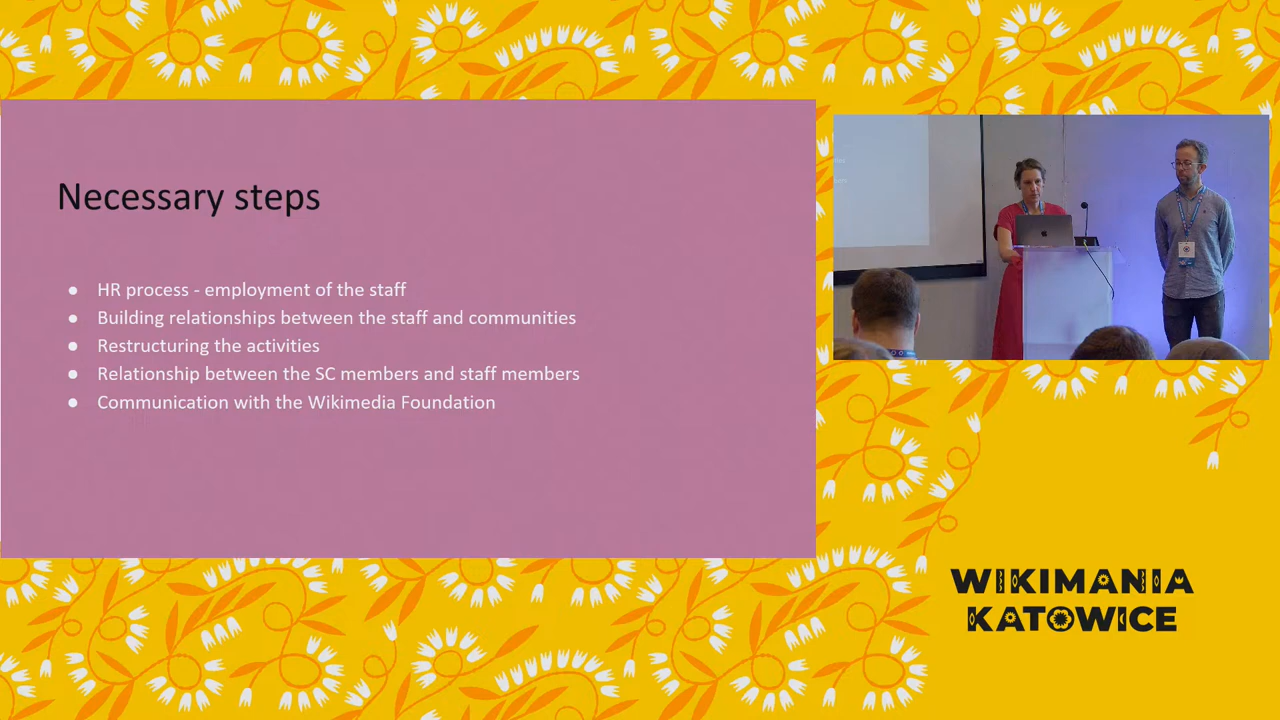 Necessary steps
● HR process - employment of the staff
● Building relationships between the staff and communities
● Restructuring the activities
● Relationship between the SC members and staff members
● Communication with the Wikimedia Foundation
WIKIMANIA
KATOWICE